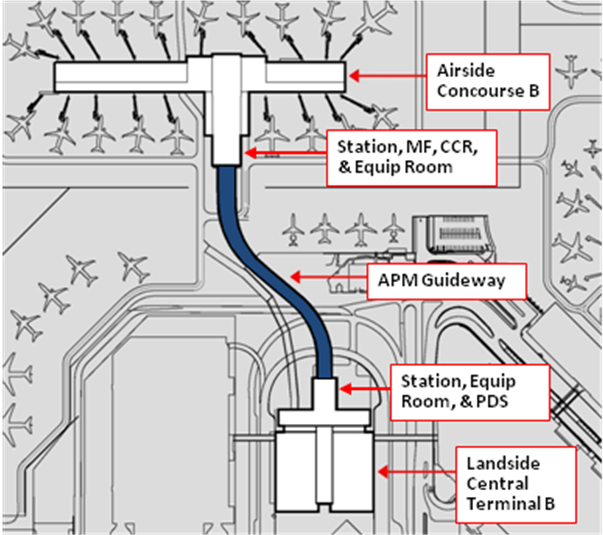 Airside
Concourse B
Station, MF, CCR,
& Equip Room
APM Guideway
Station, Equip
Room, & PDS
Landside
Central
Terminal B